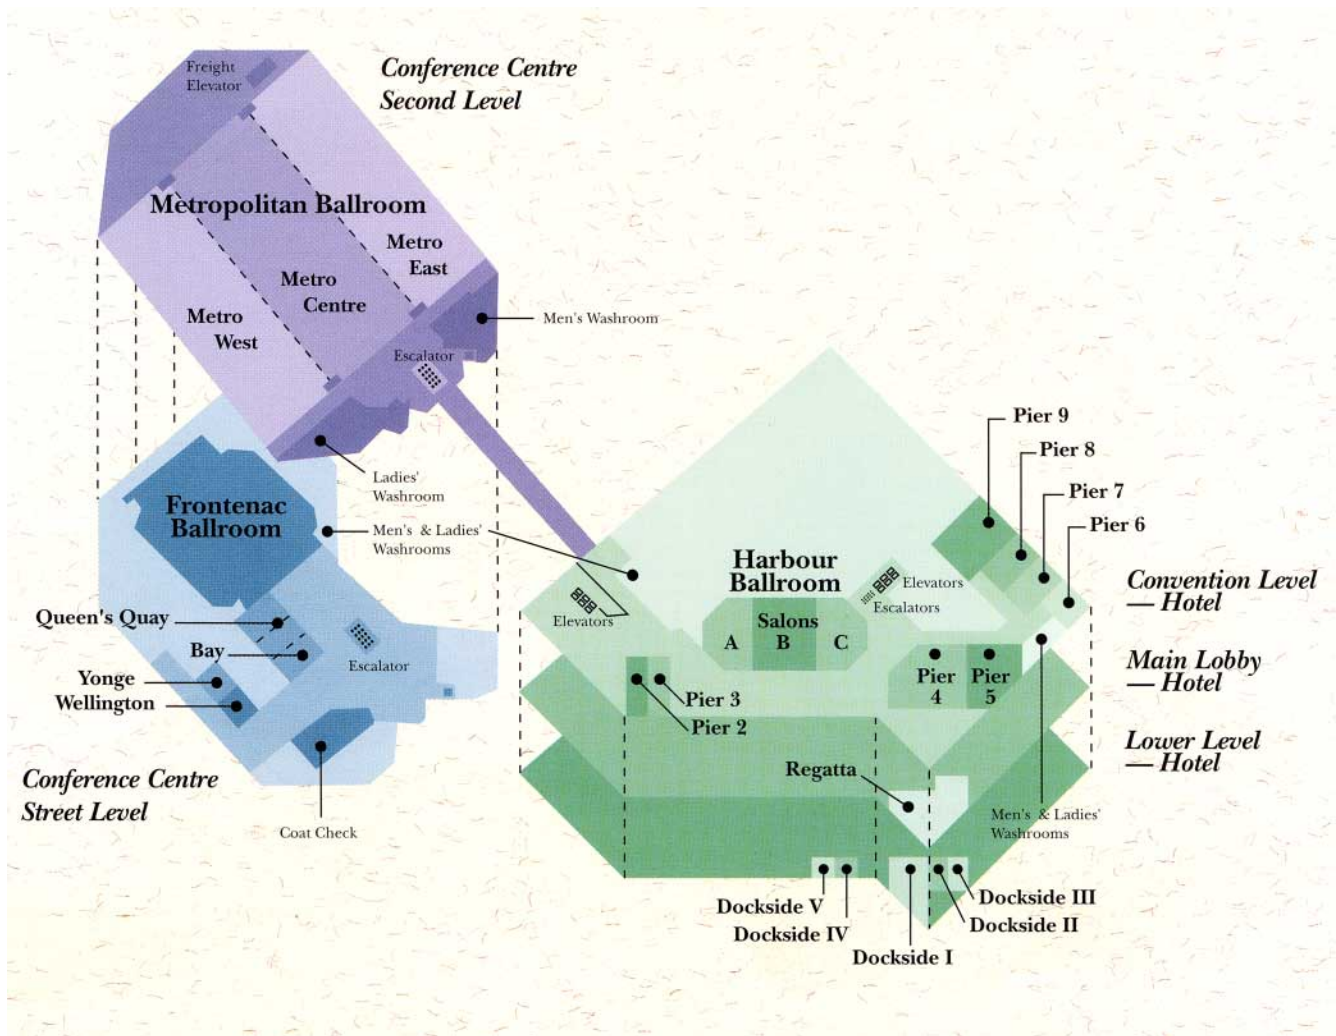 Freight
Elevator
Conference Centre
Second Level
Metropolitan Ballroom
Metro
East
Metro
Centre
Metro
West
Men's Washroom
Escalator
Ladies'
Washroom
Frontenac
Ballroom
Men's & Ladies'
Washrooms
Queen's Quay
Bay
Escalator
Yonge
Wellington
Conference Centre
Street Level
Coat Check
Pier 9
Pier 8
Pier 7
Pier 6
Harbour
Ballroom
Elevators
Escalators
Elevators
Salons
A B C
Convention Level
— Hotel
Main Lobby
— Hotel
Lower Level
— Hotel
Pier
4
Pier
5
Pier 3
Pier 2
Regatta
Men's & Ladies'
Washrooms
Dockside V
Dockside IV
Dockside III
Dockside II
Dockside I